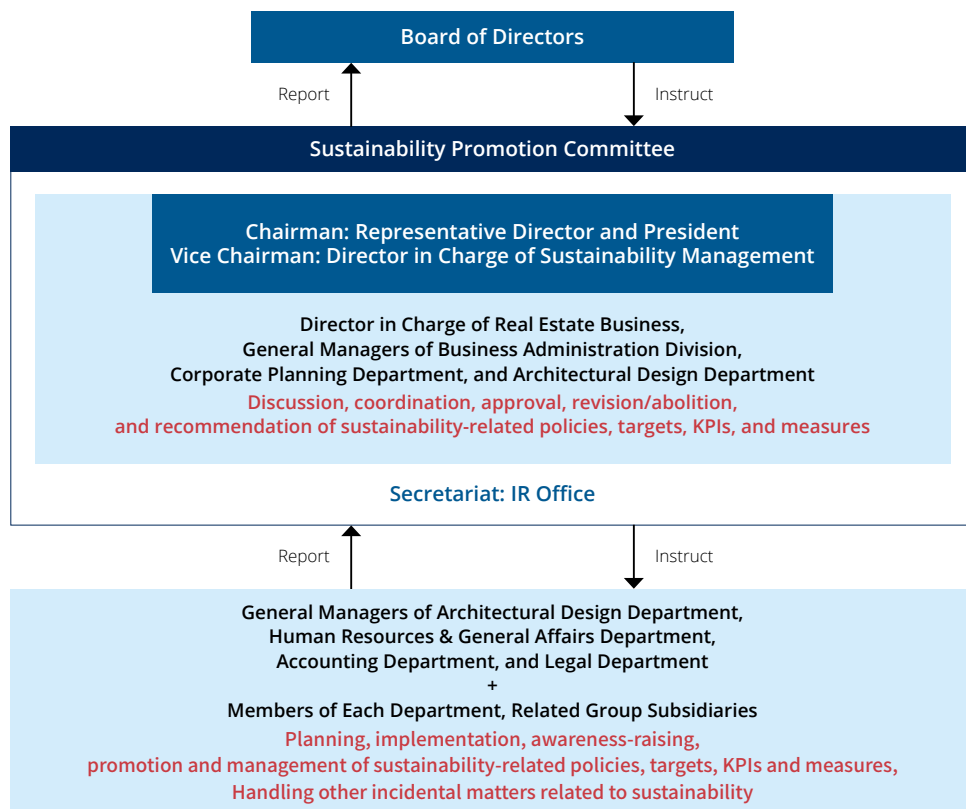 Board of Directors
Report
Instruct
Sustainability Promotion Committee
Chairman: Representative Director and President
Vice Chairman: Director in Charge of Sustainability Management
Director in Charge of Real Estate Business,
General Managers of Business Administration Division,
Corporate Planning Department, and Architectural Design Department
Discussion, coordination, approval, revision/abolition,
and recommendation of sustainability-related policies, targets, KPIs, and measures
Secretariat: IR Office
Report
Instruct
General Managers of Architectural Design Department,
Human Resources & General Affairs Department,
Accounting Department, and Legal Department
+
Members of Each Department, Related Group Subsidiaries
Planning, implementation, awareness-raising,
promotion and management of sustainability-related policies, targets, KPIs and measures,
Handling other incidental matters related to sustainability